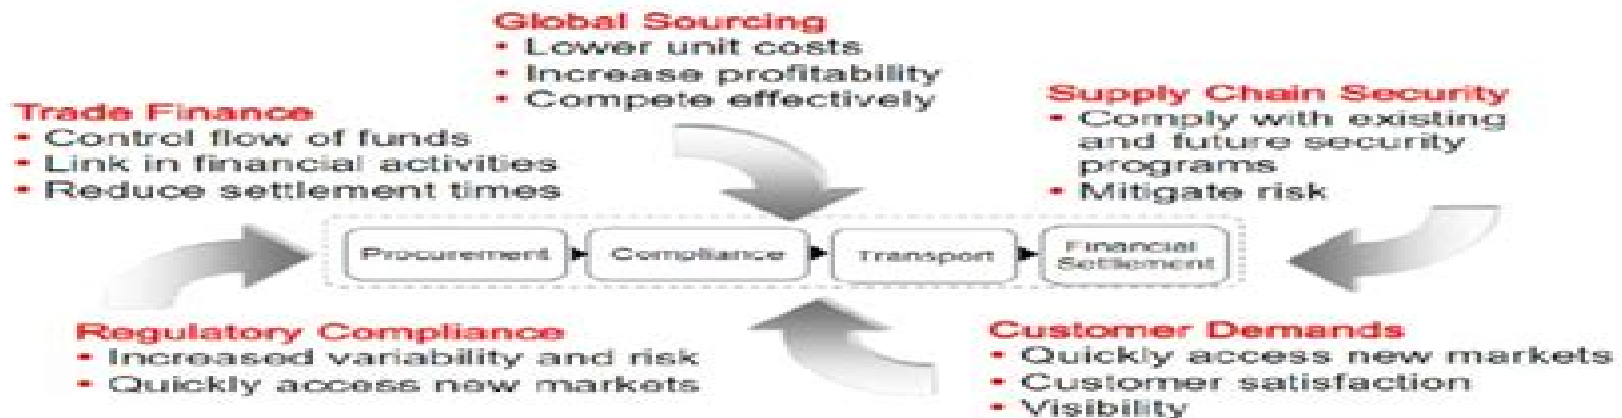 Global Sourcing
• Lower unit costs
• Increase profitability
• Compete effectively
Trade Finance
• Control flow of funds
• Link in financial activities
• Reduce settlement times
Supply Chain Security
• Comply with existing
and future security
programs
• Mitigate risk
Procurement
Compliance
Transport
Financial
Settlement
Regulatory Compliance
• Increased variability and risk
• Quickly access new markets
Customer Demands
• Quickly access new markets
• Customer satisfaction
• Visibility